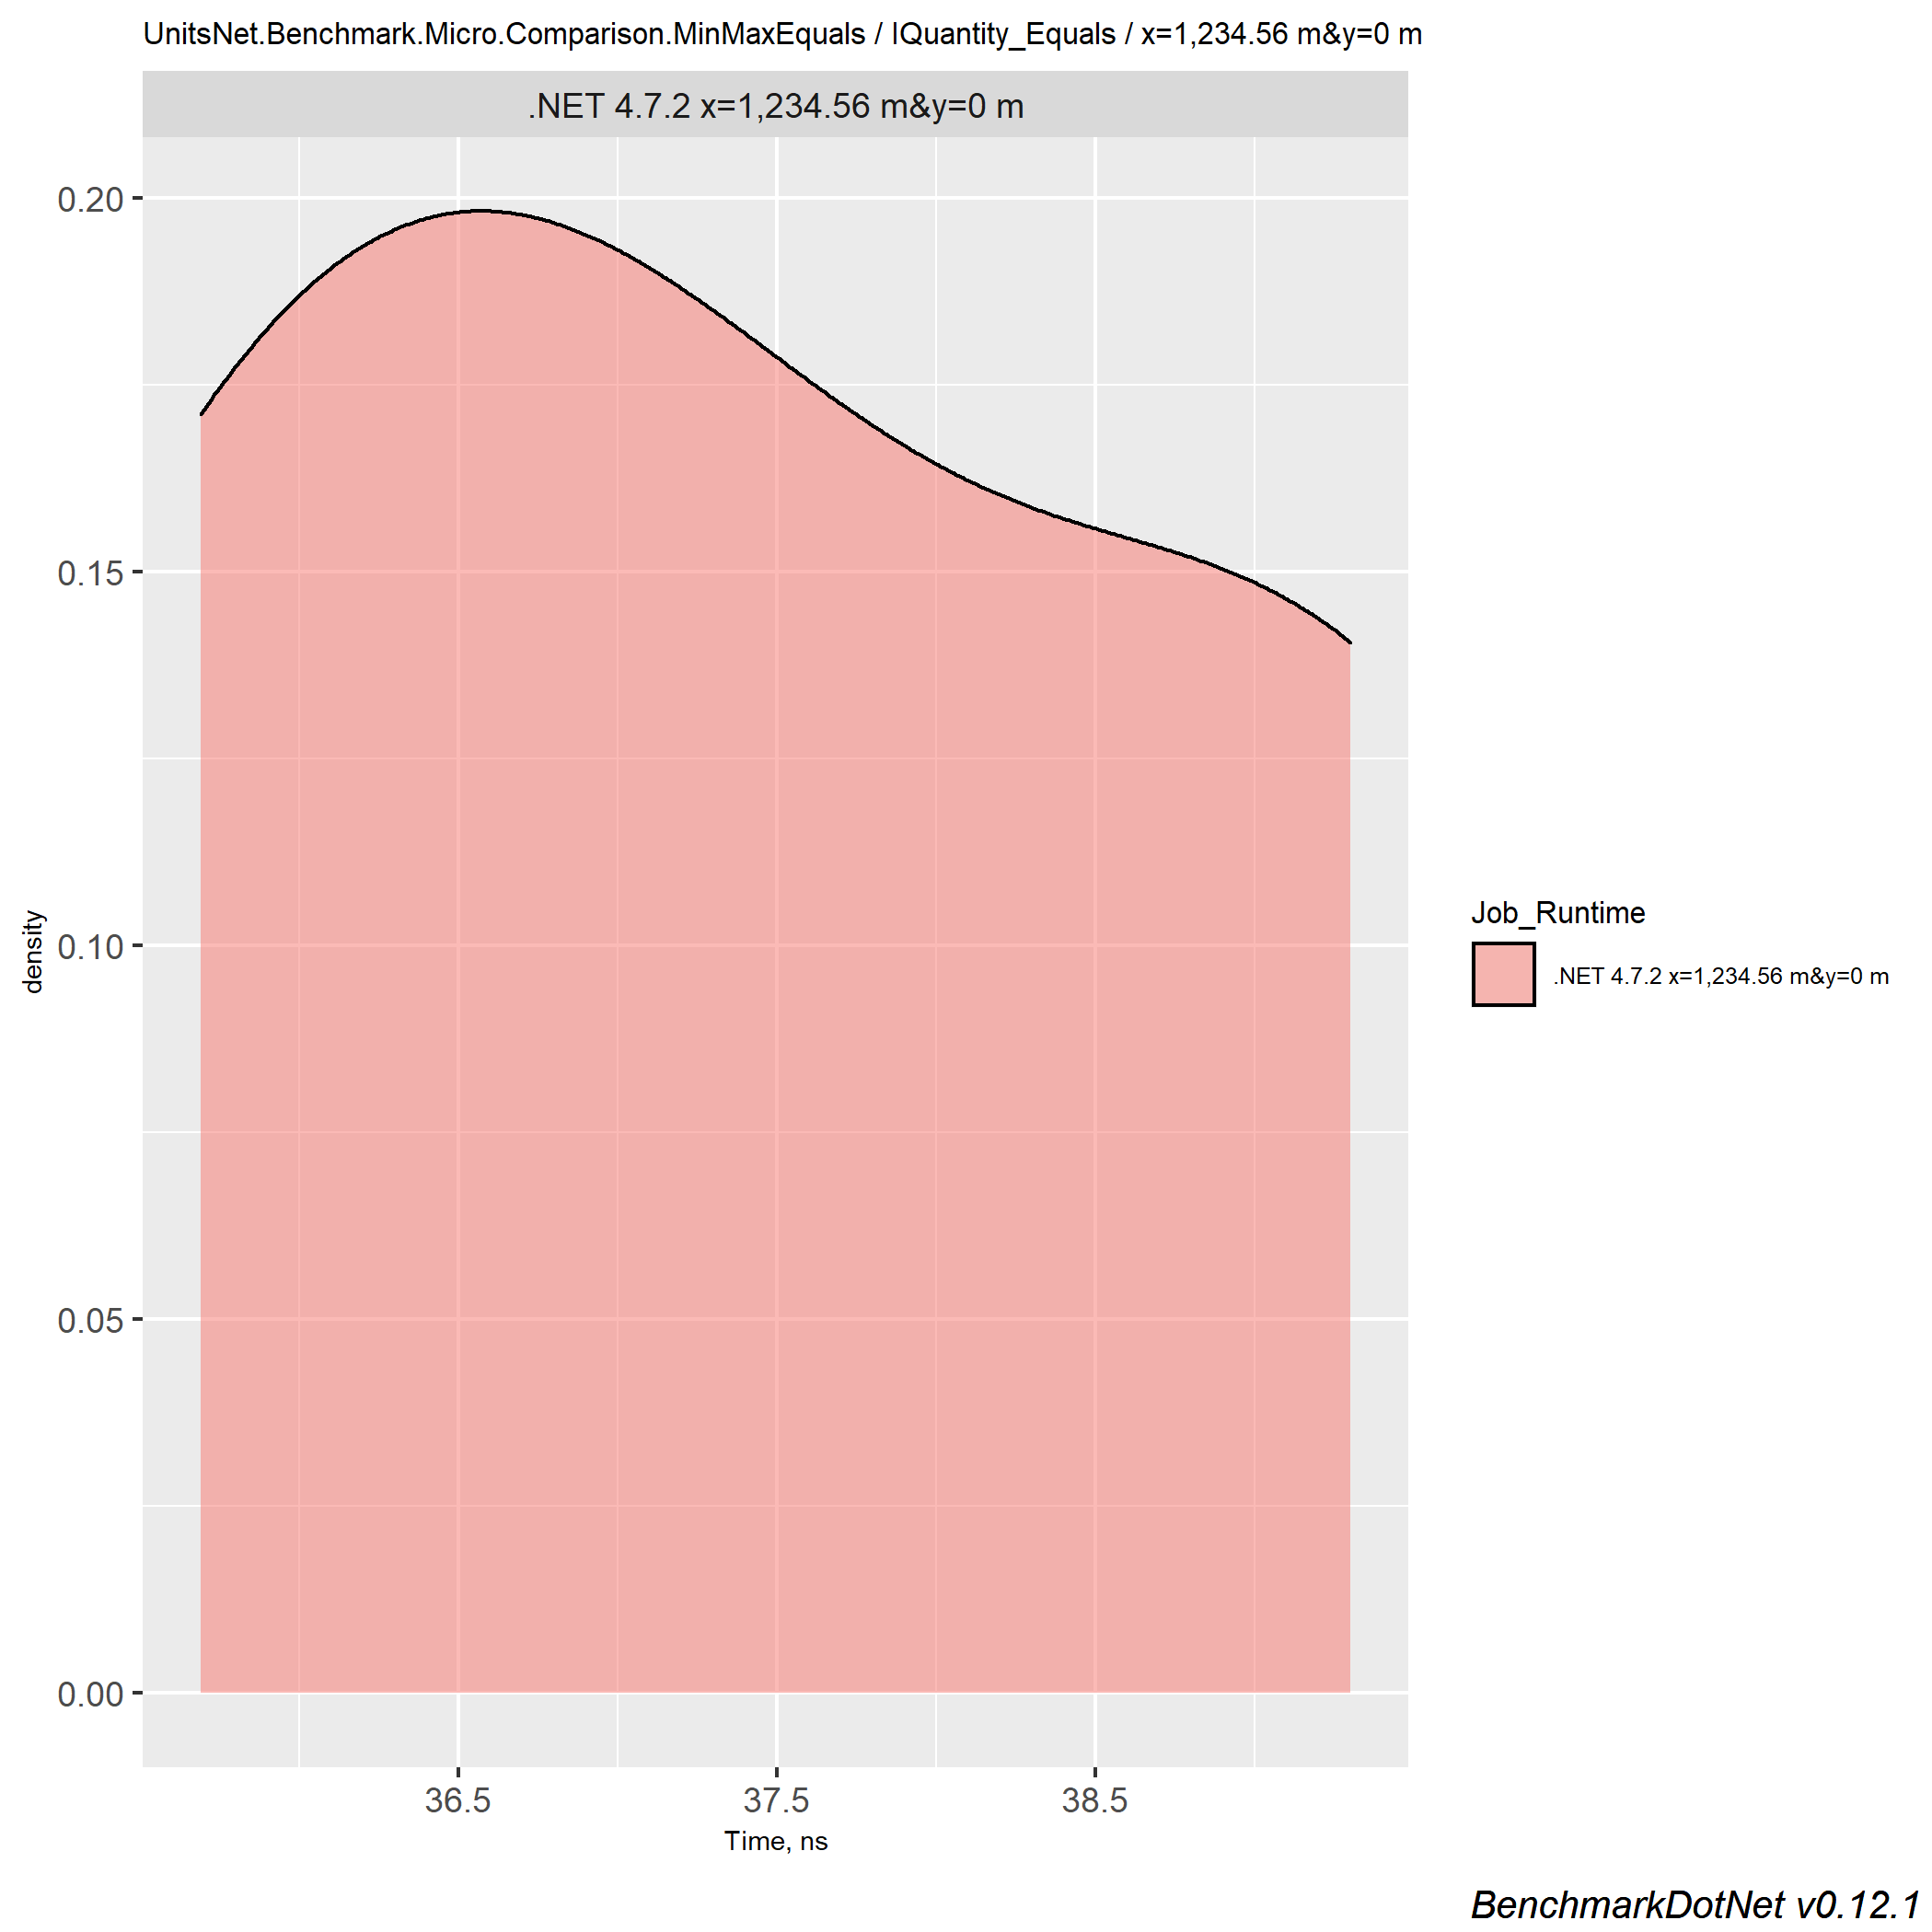 UnitsNet.Benchmark.Micro.Comparison.MinMaxEquals / IQuantity_Equals / x=1,234.56 m&y=0 m
.NET 4.7.2 x=1,234.56 m&y=0 m
0.20
0.15
0.10
0.05
0.00
density
36.5 37.5 38.5
Time, ns
Job_Runtime
.NET 4.7.2 x=1,234.56 m&y=0 m
BenchmarkDotNet v0.12.1